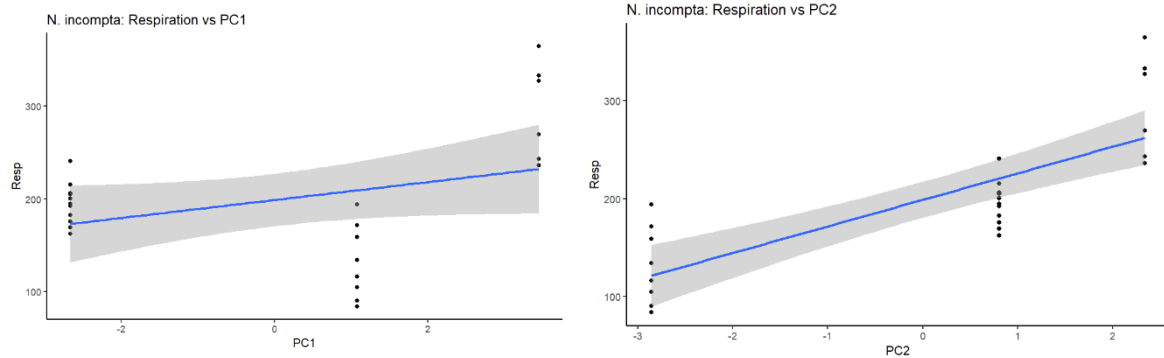 N. incompta: Respiration vs PC1
300
200
100
Resp
-2
0
2
PC1
N. incompta: Respiration vs PC2
300
200
100
Resp
-3
-2
-1
0
1
2
PC2